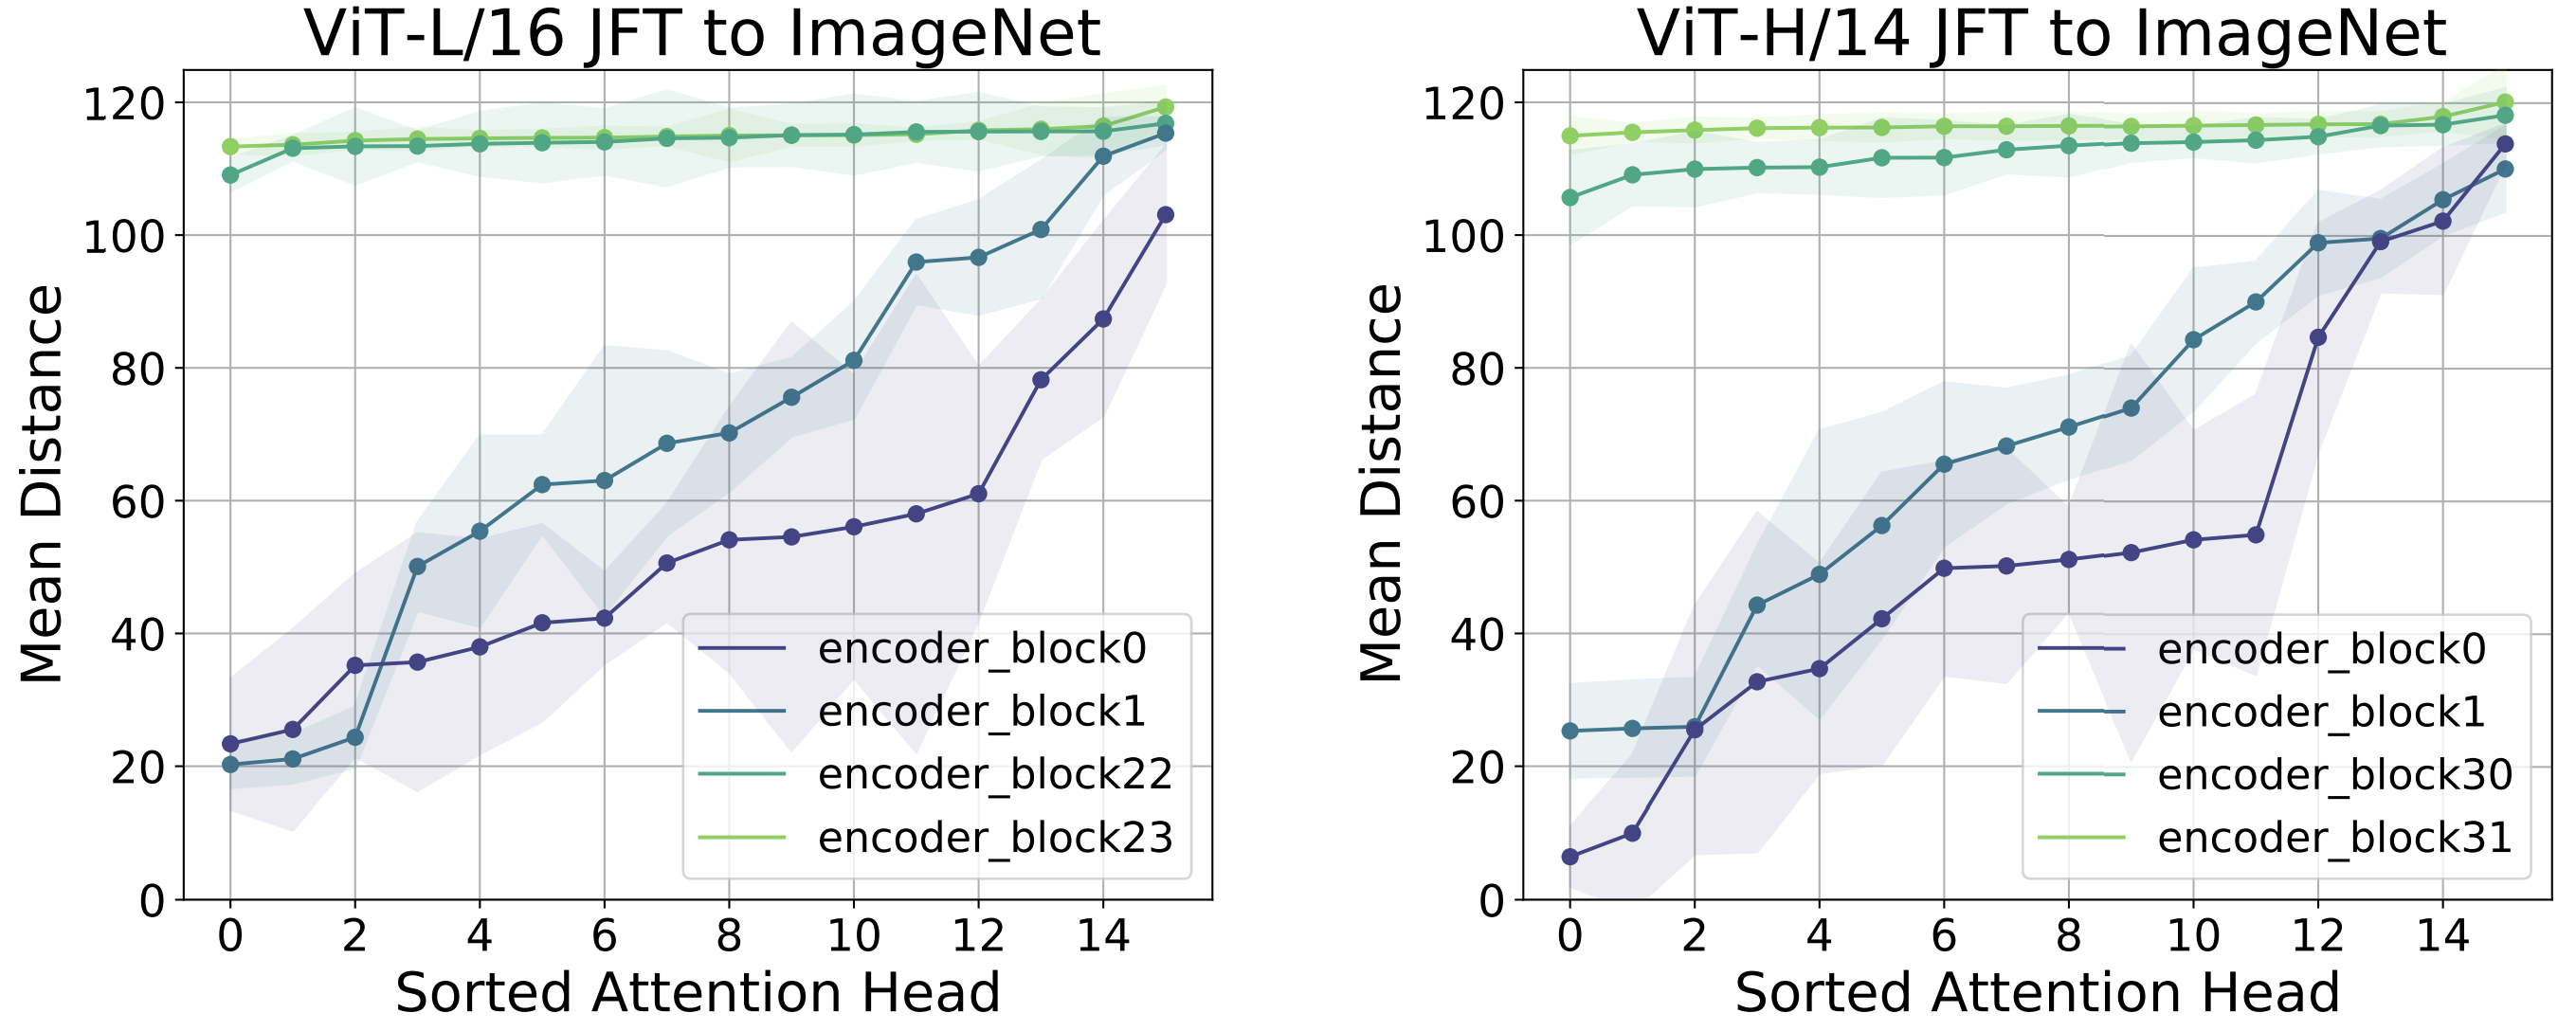 ViT-L/16 JFT to ImageNet
Mean Distance
120
100
80
60
40
20
0
0 2 4 6 8 10 12 14
Sorted Attention Head
encoder_block0
encoder_block1
encoder_block22
encoder_block23
ViT-H/14 JFT to ImageNet
Mean Distance
120
100
80
60
40
20
0
0 2 4 6 8 10 12 14
Sorted Attention Head
encoder_block0
encoder_block1
encoder_block30
encoder_block31